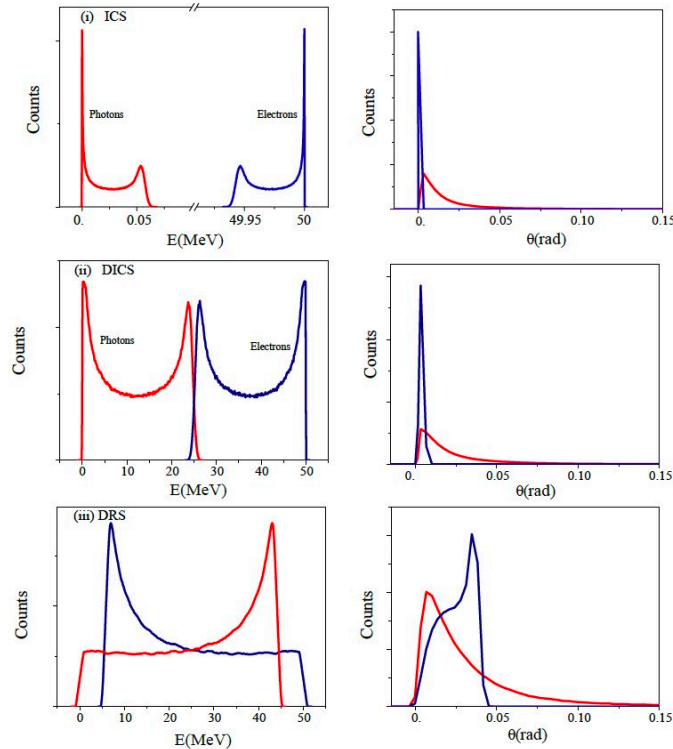 (i) ICS
Counts
Photons
Electrons
0. 0.05 49.95 50
E(MeV)
Counts
0. 0.05 0.10 0.15
θ(rad)
(ii) DICS
Counts
Photons
Electrons
0 10 20 30 40 50
E(MeV)
Counts
0. 0.05 0.10 0.15
θ(rad)
(iii) DRS
Counts
0 10 20 30 40 50
E(MeV)
Counts
0. 0.05 0.10 0.15
θ(rad)